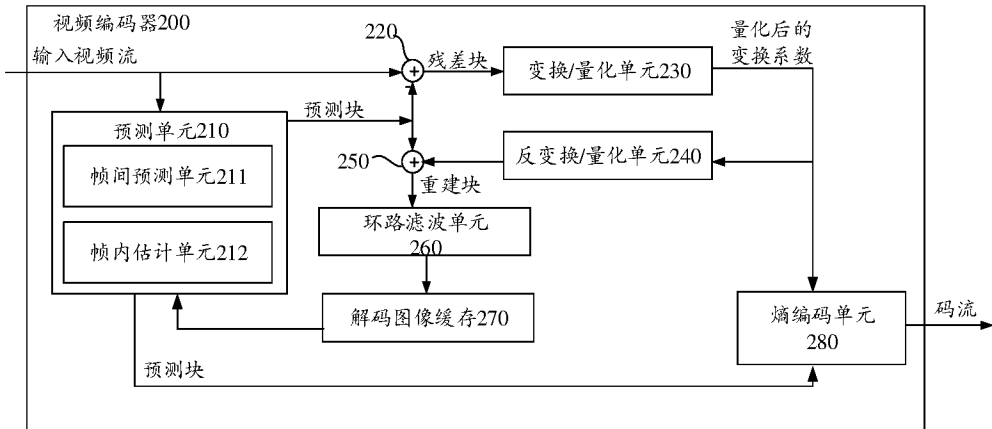 视频编码器200
输入视频流
220
残差块
变换/量化单元230
量化后的
变换系数
预测块
预测单元210
帧间预测单元211
帧内估计单元212
250
反变换/量化单元240
重建块
环路滤波单元
260
解码图像缓存270
熵编码单元
280
码流
预测块